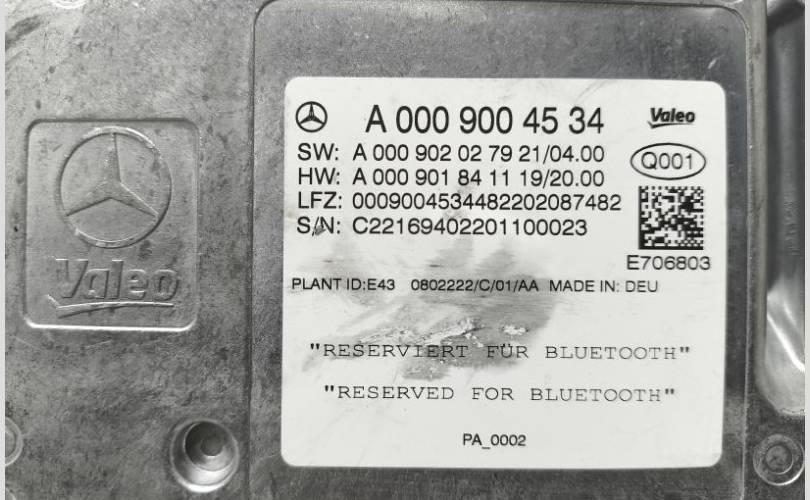 A 000 900 45 34
Valeo
SW: A 000 902 02 79 21/04.00
HW: A 000 901 84 11 19/20.00
Q001
LFZ: 0009004534482202087482
S/N: C22169402201100023
E706803
PLANT ID:E43 0802222/C/01/AA MADE IN: DEU
Valeo
"RESERVIERT FÜR BLUETOOTH"
"RESERVED FOR BLUETOOTH"
PA_0002